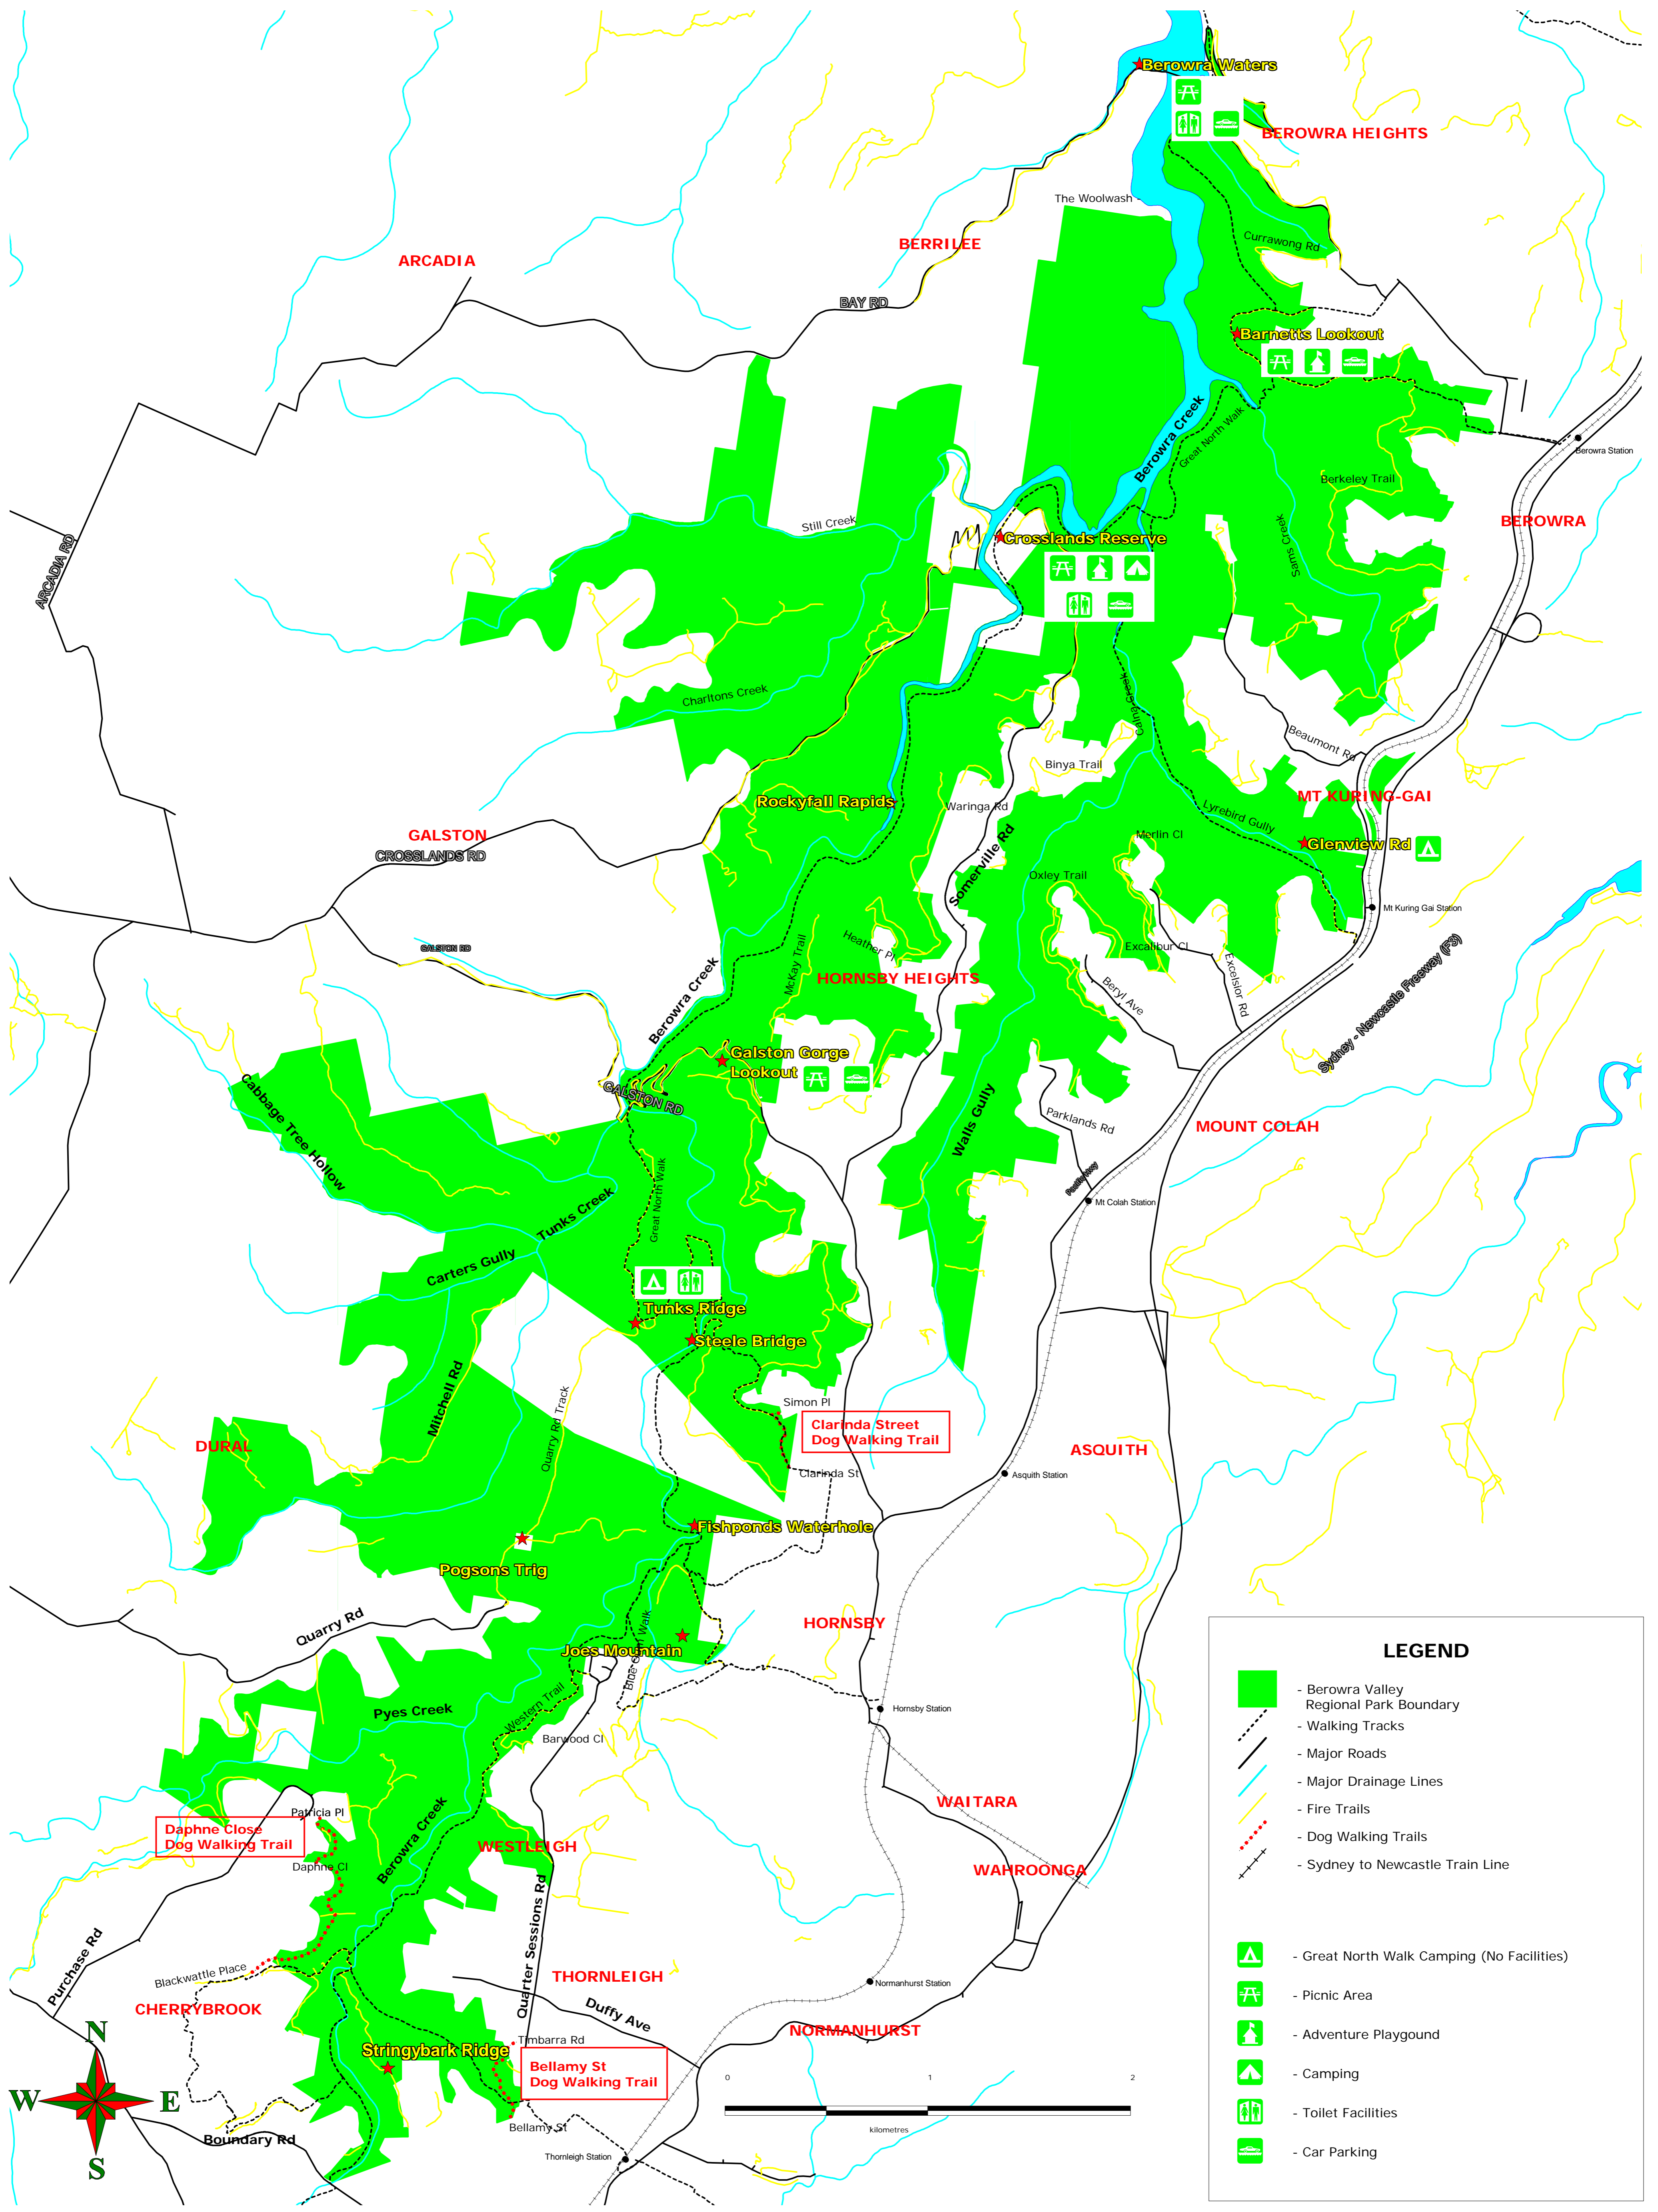 Berowra Waters
BEROWRA HEIGHTS
The Woolwash
Currawong Rd
BERRILEE
ARCADIA
BAY RD
Barnetts Lookout
Berowra Creek
Great North Walk
Berowra Station
Berkeley Trail
BEROWRA
Still Creek
Sams Creek
Crosslands Reserve
ARCADIA RD
Charltons Creek
Calna Creek
Beaumont Rd
Binya Trail
MT KURING-GAI
Rockyfall Rapids
Waringa Rd
Lyrebird Gully
GALSTON
CROSSLANDS RD
Merlin Cl
Glenview Rd
Somerville Rd
Oxley Trail
Mt Kuring Gai Station
GALSTON RD
Heather Pl
Excalibur Cl
McKay Trail
HORNSBY HEIGHTS
Excelsior Rd
Beryl Ave
Berowra Creek
Sydney - Newcastle Freeway (F3)
Galston Gorge
Lookout
GALSTON RD
Cabbage Tree Hollow
Walls Gully
Parklands Rd
MOUNT COLAH
Pacific Hwy
Mt Colah Station
Great North Walk
Tunks Creek
Carters Gully
Tunks Ridge
Steele Bridge
Mitchell Rd
Quarry Rd Track
Simon Pl
Clarinda Street
Dog Walking Trail
DURAL
ASQUITH
Clarinda St
Asquith Station
Fishponds Waterhole
Pogsons Trig
Quarry Rd
HORNSBY
Joes Mountain
Blue Gum Walk
Western Trail
Hornsby Station
Pyes Creek
Barwood Cl
WAITARA
Patricia Pl
Daphne Close
Dog Walking Trail
Daphne Cl
Berowra Creek
WESTLEIGH
WAHROONGA
Quarter Sessions Rd
Purchase Rd
Blackwattle Place
THORNLEIGH
Normanhurst Station
CHERRYBROOK
Duffy Ave
NORMANHURST
Timbarra Rd
Stringybark Ridge
Bellamy St
Dog Walking Trail
Bellamy St
Boundary Rd
Thornleigh Station
N
W
E
S
0 1 2
kilometres
LEGEND
- Berowra Valley
Regional Park Boundary
- Walking Tracks
- Major Roads
- Major Drainage Lines
- Fire Trails
- Dog Walking Trails
- Sydney to Newcastle Train Line
- Great North Walk Camping (No Facilities)
- Picnic Area
- Adventure Playgound
- Camping
- Toilet Facilities
- Car Parking